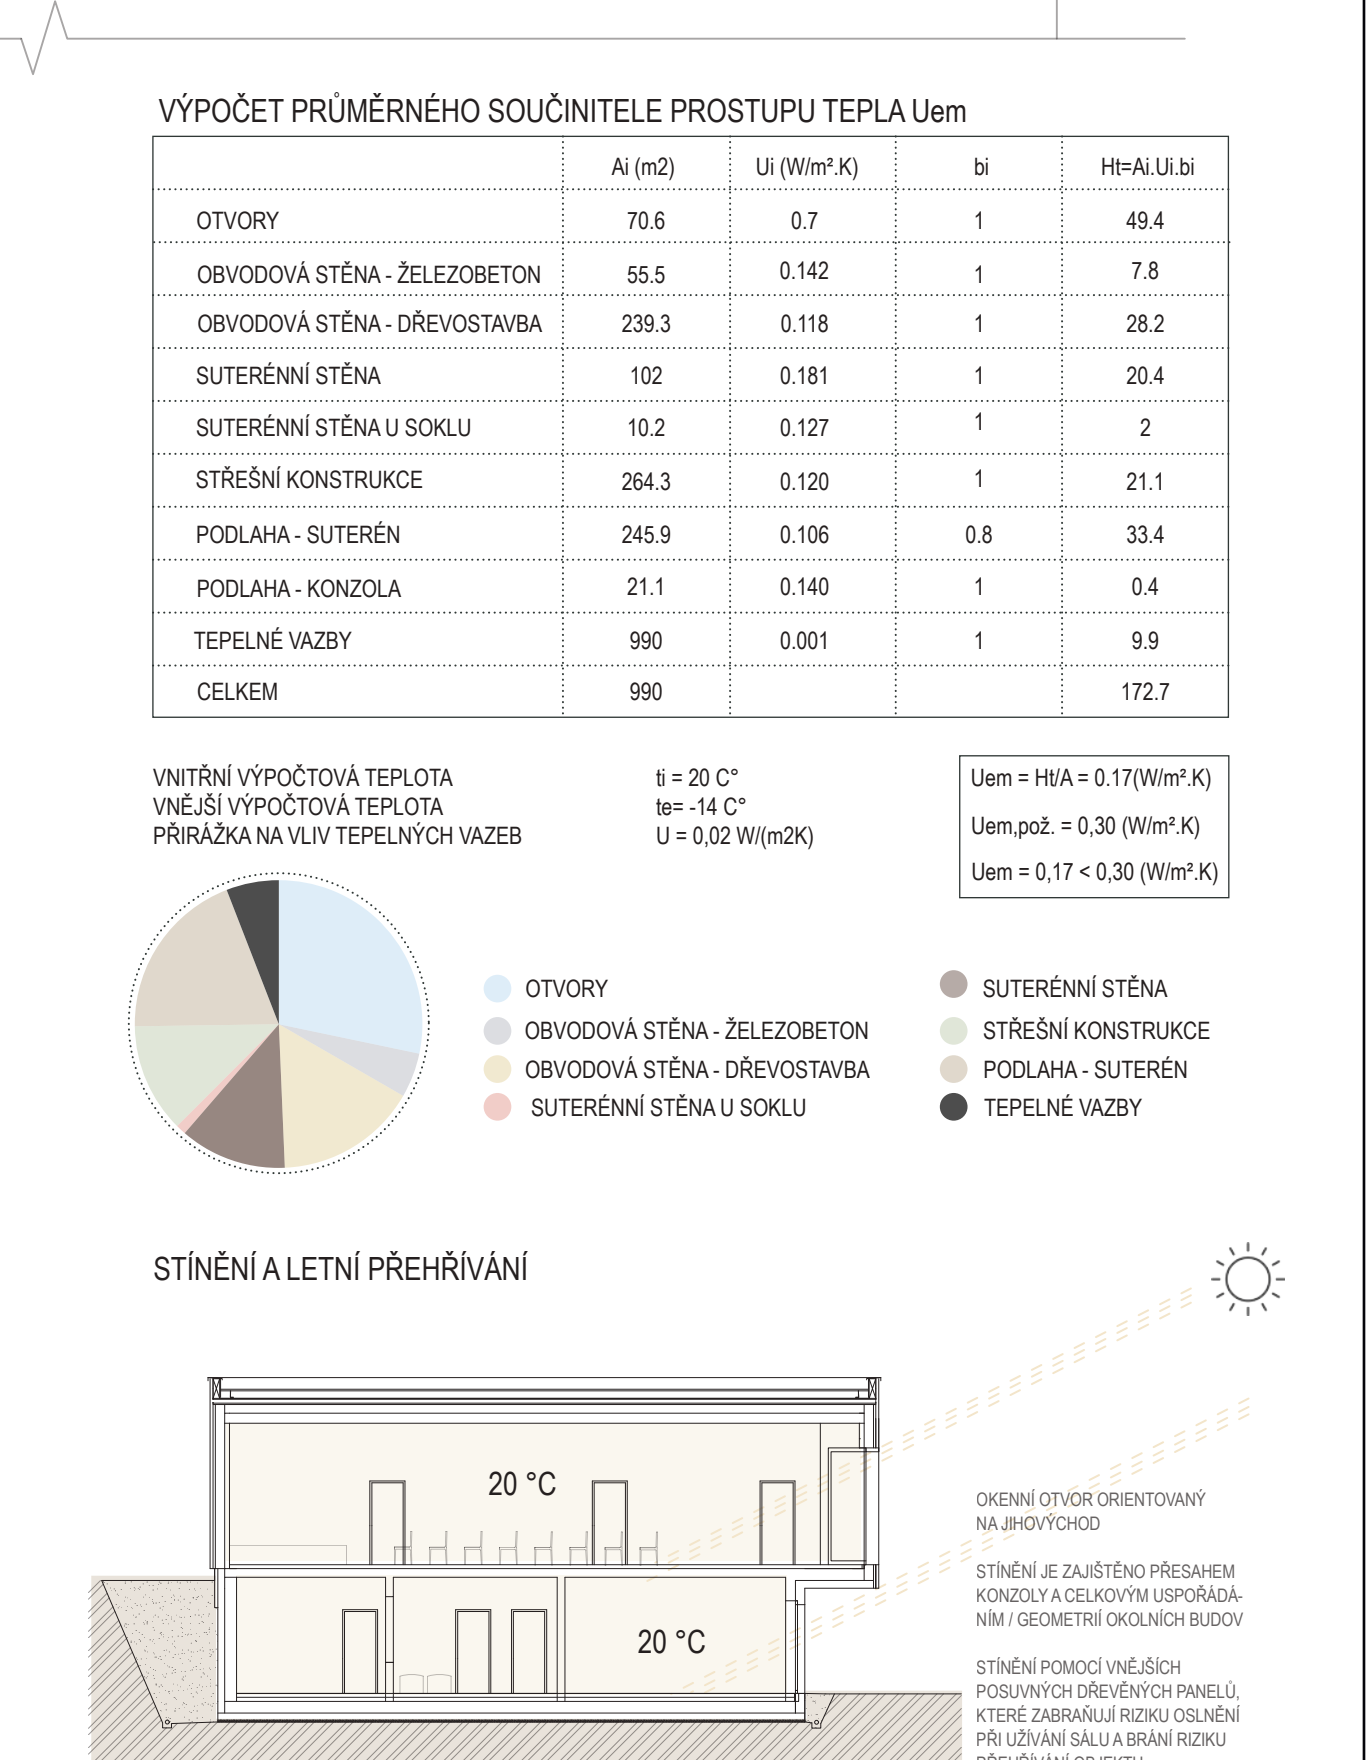 VÝPOČET PRŮMĚRNÉHO SOUČINITELE PROSTUPU TEPLA Uem
Ai (m2) Ui (W/m².K) bi Ht=Ai.Ui.bi
OTVORY 70.6 0.7 1 49.4
OBVODOVÁ STĚNA - ŽELEZOBETON 55.5 0.142 1 7.8
OBVODOVÁ STĚNA - DŘEVOSTAVBA 239.3 0.118 1 28.2
SUTERÉNNÍ STĚNA 102 0.181 1 20.4
SUTERÉNNÍ STĚNA U SOKLU 10.2 0.127 1 2
STŘEŠNÍ KONSTRUKCE 264.3 0.120 1 21.1
PODLAHA - SUTERÉN 245.9 0.106 0.8 33.4
PODLAHA - KONZOLA 21.1 0.140 1 0.4
TEPELNÉ VAZBY 990 0.001 1 9.9
CELKEM 990 172.7
VNITŘNÍ VÝPOČTOVÁ TEPLOTA ti = 20 C°
VNĚJŠÍ VÝPOČTOVÁ TEPLOTA te= -14 C°
PŘIRÁŽKA NA VLIV TEPELNÝCH VAZEB U = 0,02 W/(m2K)
Uem = Ht/A = 0.17(W/m².K)
Uem,pož. = 0,30 (W/m².K)
Uem = 0,17 < 0,30 (W/m².K)
OTVORY
OBVODOVÁ STĚNA - ŽELEZOBETON
OBVODOVÁ STĚNA - DŘEVOSTAVBA
SUTERÉNNÍ STĚNA U SOKLU
SUTERÉNNÍ STĚNA
STŘEŠNÍ KONSTRUKCE
PODLAHA - SUTERÉN
TEPELNÉ VAZBY
STÍNĚNÍ A LETNÍ PŘEHŘÍVÁNÍ
20 °C
20 °C
OKENNÍ OTVOR ORIENTOVANÝ
NA JIHOVÝCHOD
STÍNĚNÍ JE ZAJIŠTĚNO PŘESAHEM
KONZOLY A CELKOVÝM USPOŘÁDÁ-
NÍM / GEOMETRIÍ OKOLNÍCH BUDOV
STÍNĚNÍ POMOCÍ VNĚJŠÍCH
POSUVNÝCH DŘEVĚNÝCH PANELŮ,
KTERÉ ZABRAŇUJÍ RIZIKU OSLNĚNÍ
PŘI UŽÍVÁNÍ SÁLU A BRÁNÍ RIZIKU
PŘEHŘÍVÁNÍ OBJEKTU